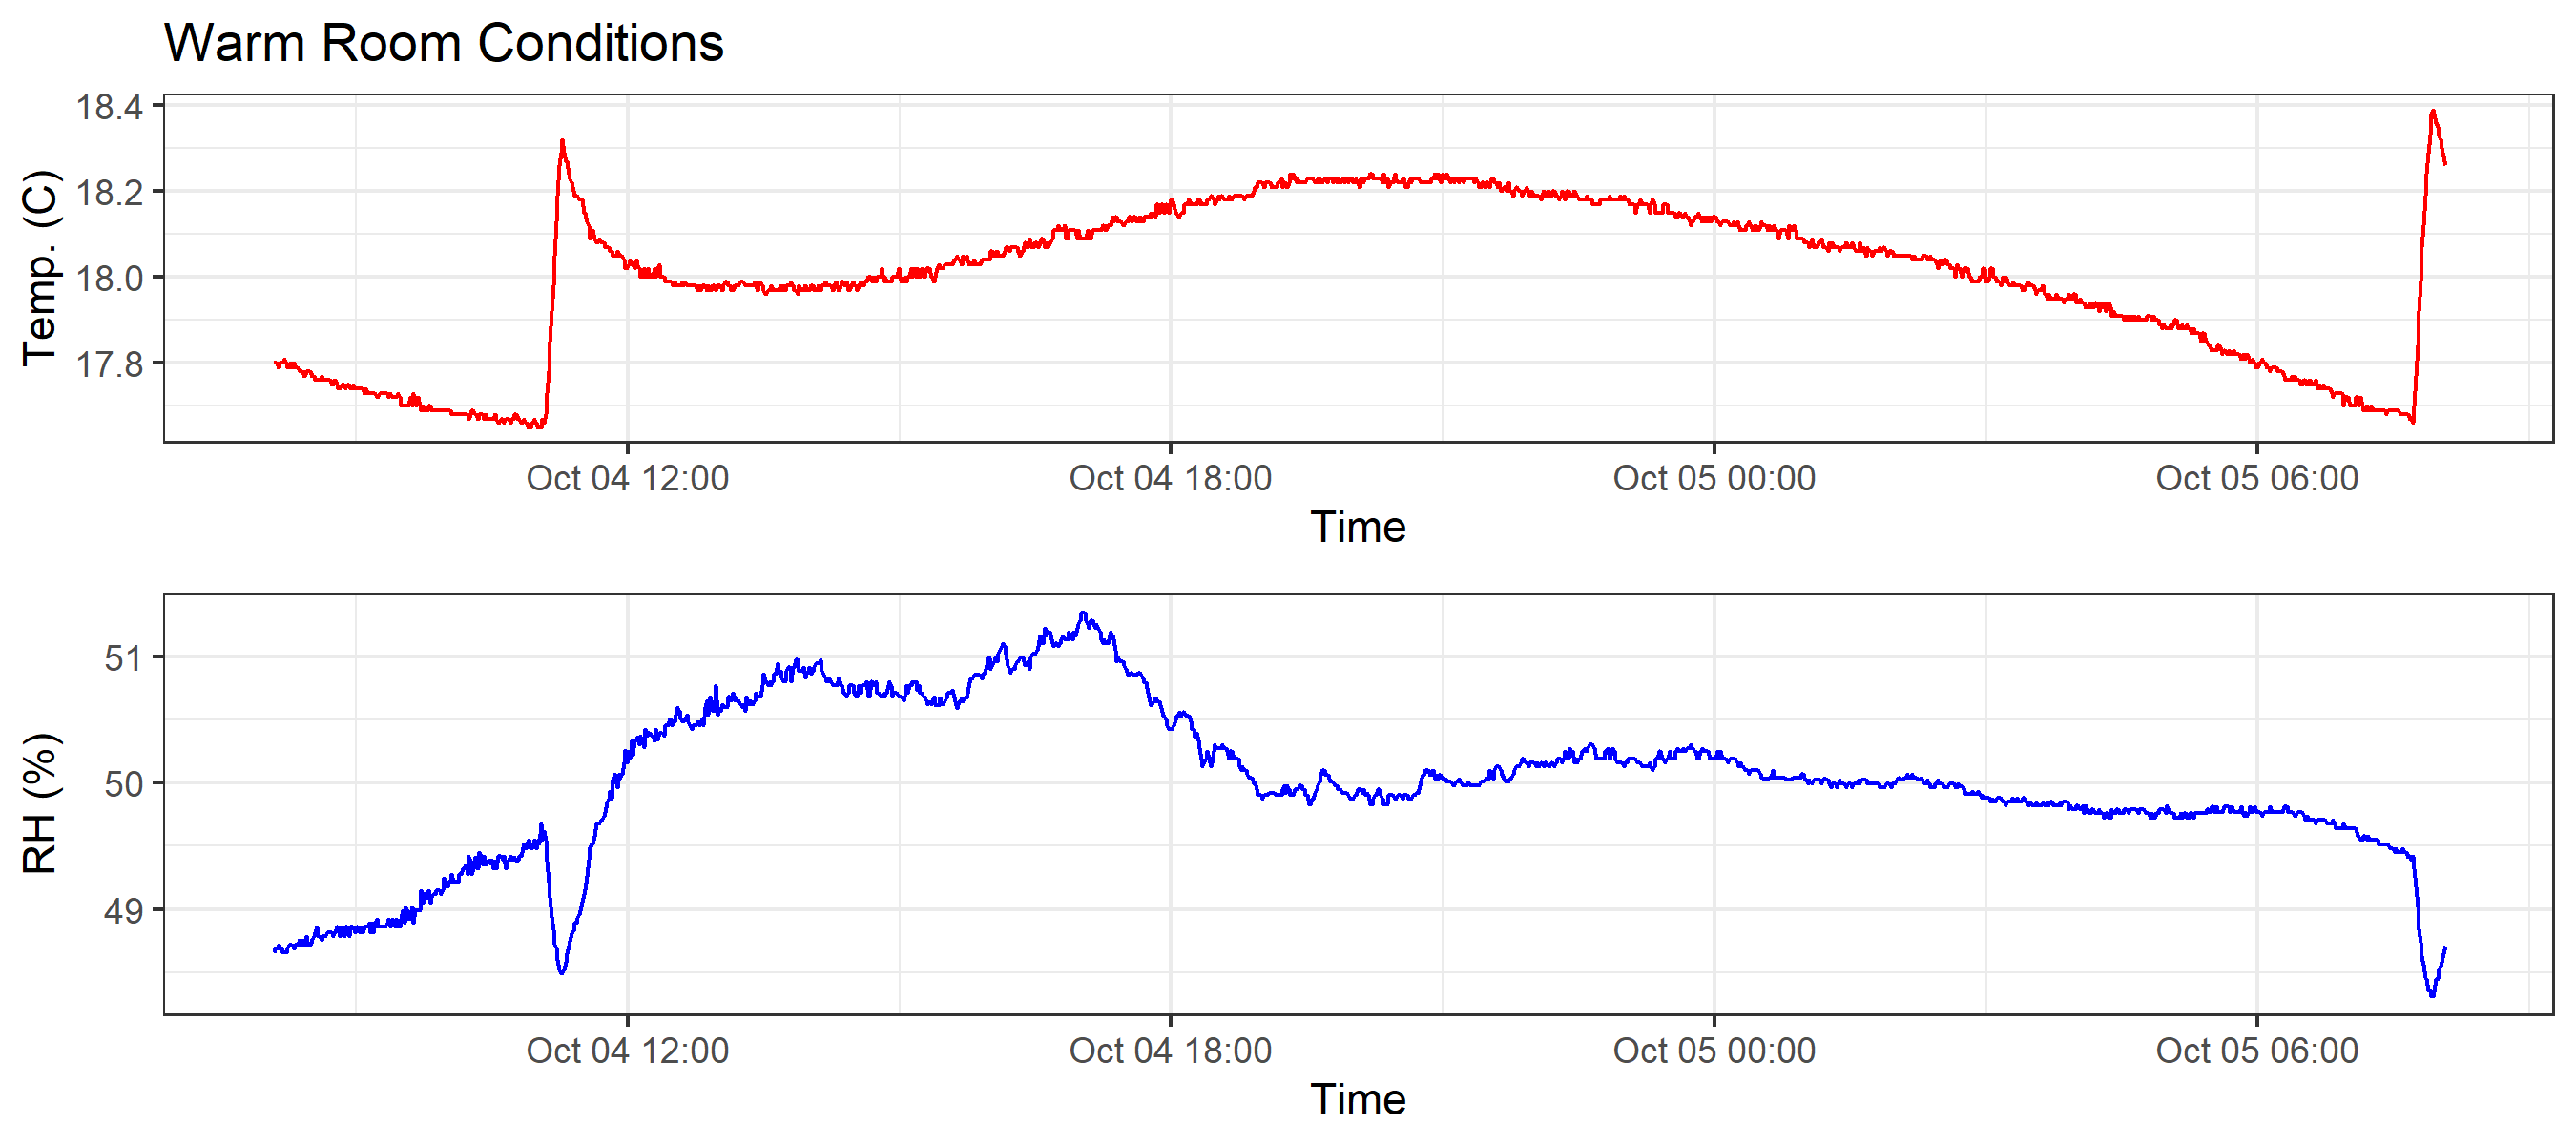 Warm Room Conditions
18.4
18.2
18.0
17.8
Temp. (C)
Oct 04 12:00 Oct 04 18:00 Oct 05 00:00 Oct 05 06:00
Time
51
50
49
RH (%)
Oct 04 12:00 Oct 04 18:00 Oct 05 00:00 Oct 05 06:00
Time